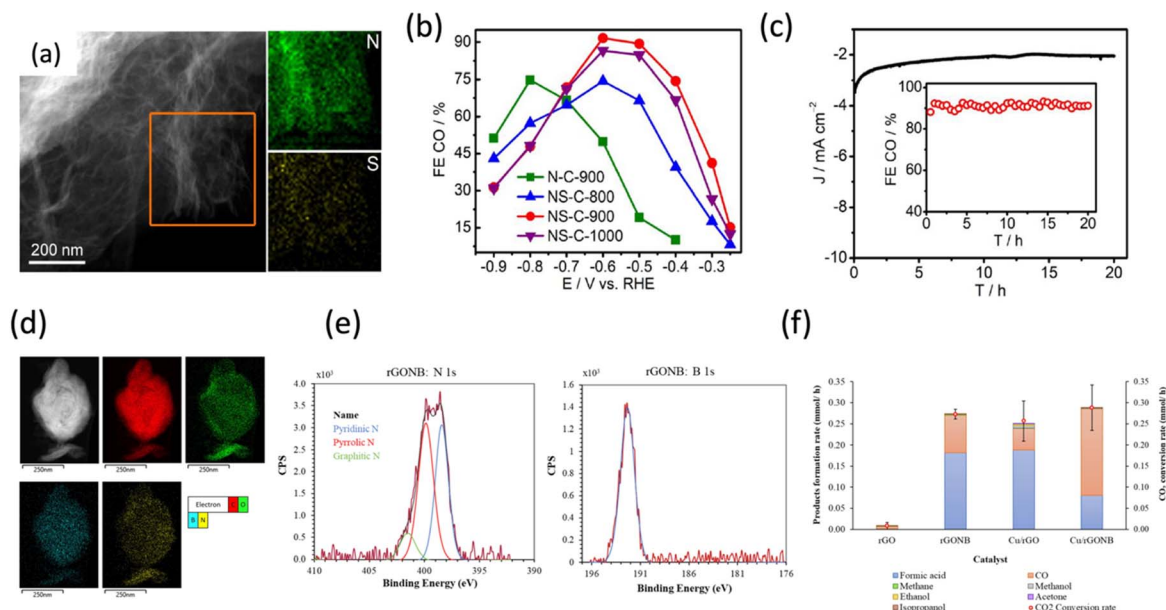 (a)
N
S
200 nm
(b)
FE CO / %
90
75
60
45
30
15
N-C-900
NS-C-800
NS-C-900
NS-C-1000
-0.9 -0.8 -0.7 -0.6 -0.5 -0.4 -0.3
E / V vs. RHE
(c)
J / mA cm⁻²
-2
-4
-6
-8
-10
FE CO / %
100
80
60
40
0 5 10 15 20
T / h
0 5 10 15 20
T / h
(d)
250nm 250nm 250nm
Electron C O
B N
250nm 250nm
(e)
rGONB: N 1s
CPS
4.0
x 10³
3.5
3.0
2.5
2.0
1.5
1.0
0.5
0
Name
Pyridinic N
Pyrrolic N
Graphitic N
410 400 390
Binding Energy (eV)
rGONB: B 1s
CPS
1.6
x 10³
1.4
1.2
1.0
0.8
0.6
0.4
0.2
0
196 191 186 181 176
Binding Energy (eV)
(f)
Products formation rate (mmol/ h)
0.35
0.30
0.25
0.20
0.15
0.10
0.05
0.00
CO₂ conversion rate (mmol/ h)
0.35
0.30
0.25
0.20
0.15
0.10
0.05
0.00
rGO rGONB Cu/rGO Cu/rGONB
Catalyst
Formic acid CO
Methane Methanol
Ethanol Acetone
Isopropanol CO2 Conversion rate